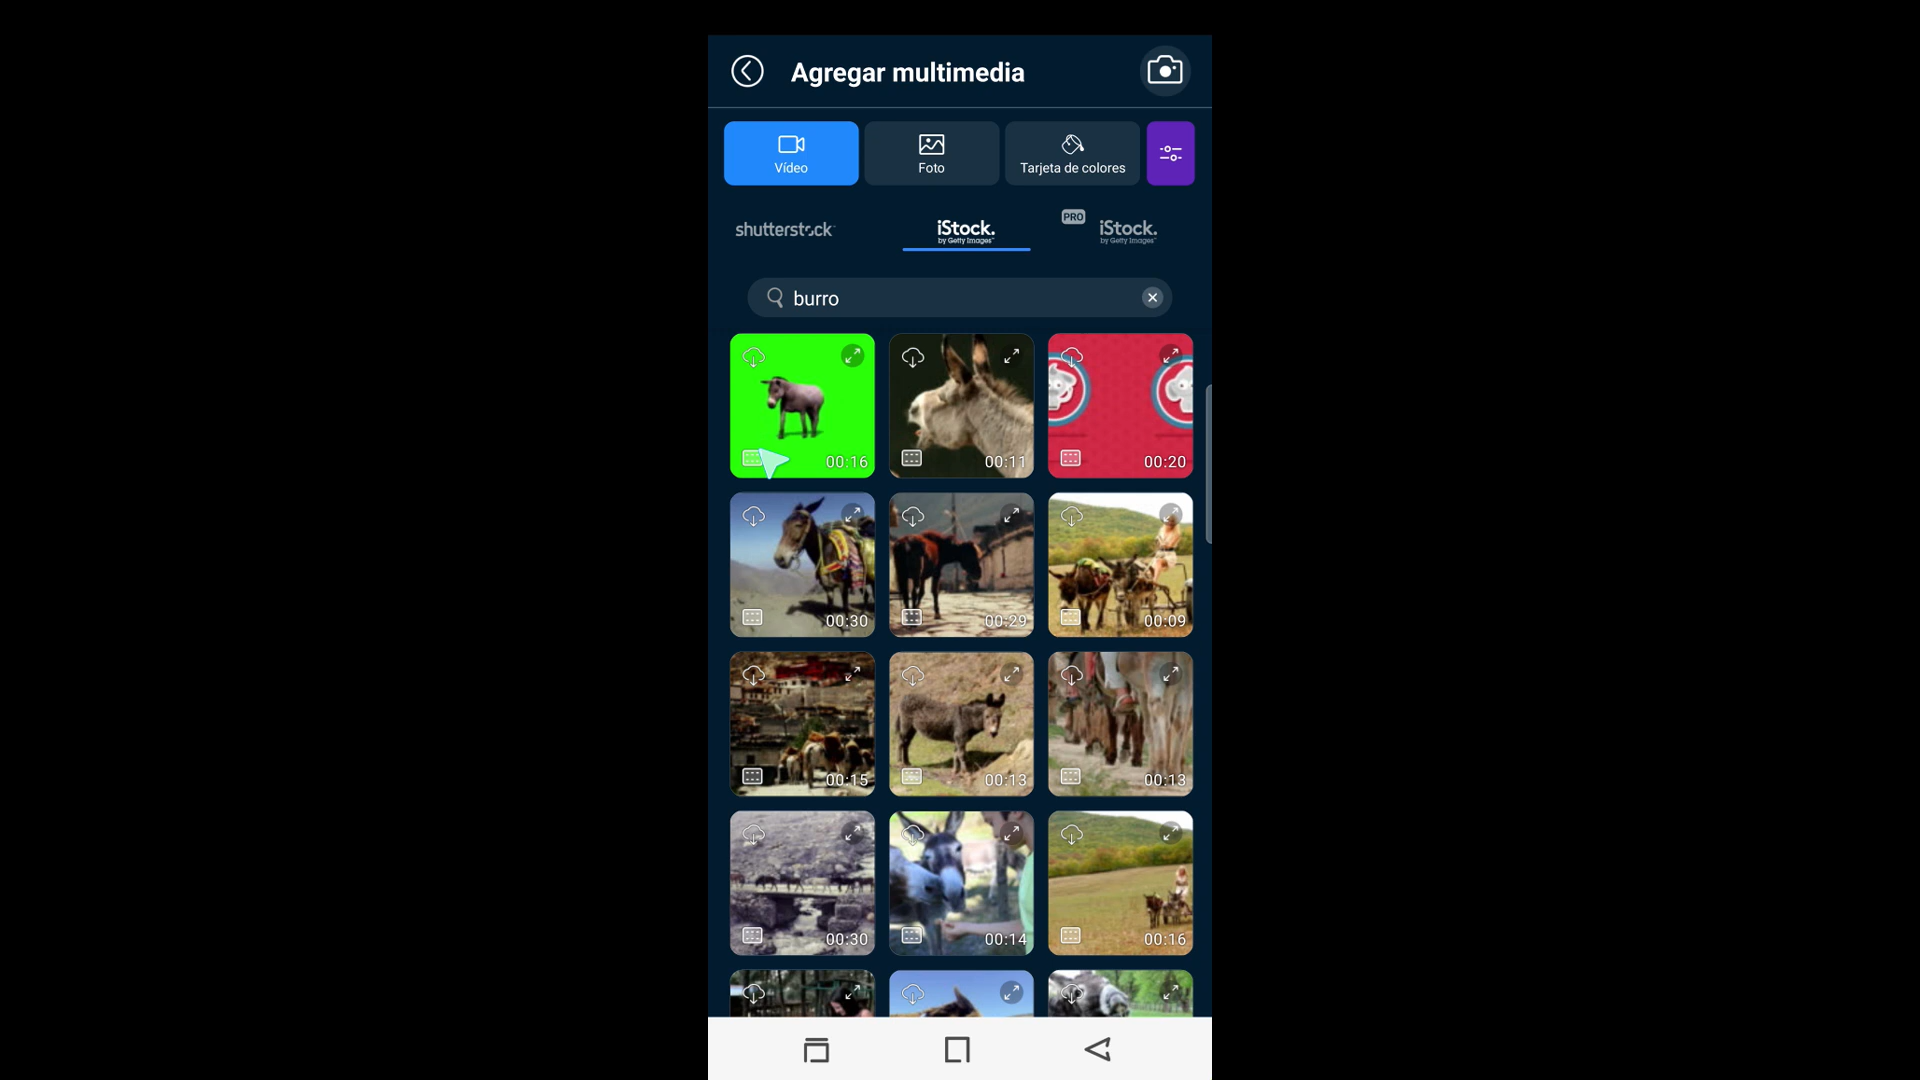 Agregar multimedia
Vídeo
Foto
Tarjeta de colores
shutterstock
iStock.
by Getty Images™
PRO
iStock.
by Getty Images™
burro
00:16
00:11
00:20
00:30
00:29
00:09
00:15
00:13
00:13
00:30
00:14
00:16